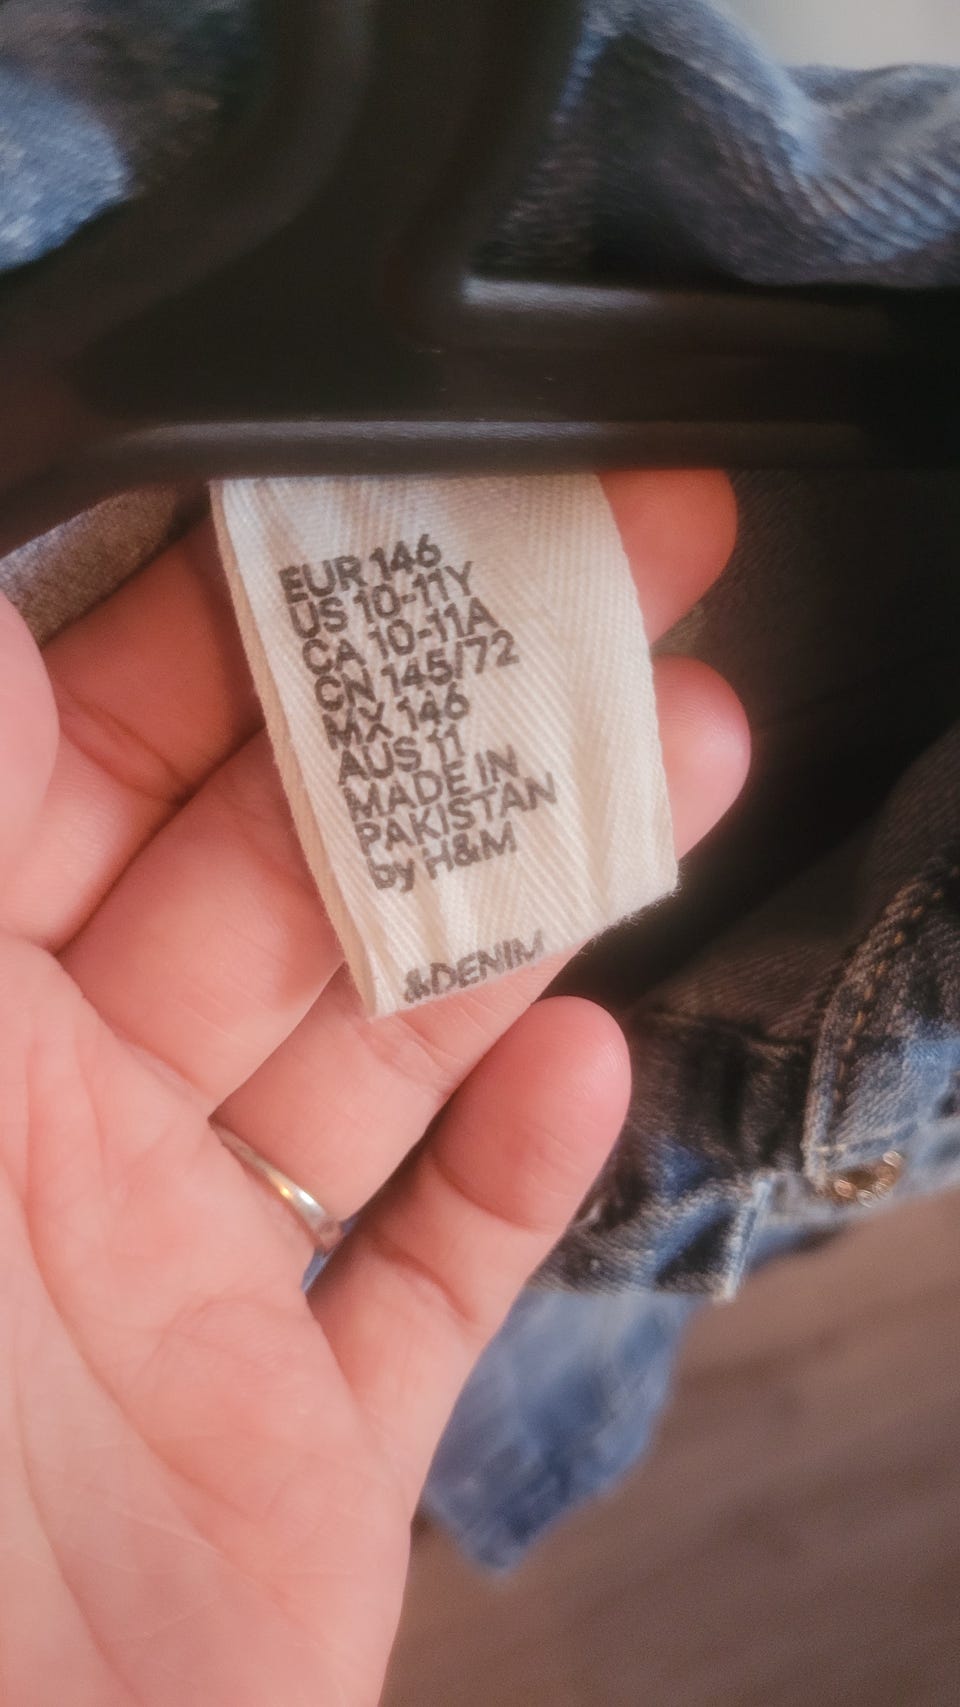 EUR 146
US 10-11Y
CA 10-11A
CN 145/72
MX 146
AUS 11
MADE IN
PAKISTAN
by H&M
&DENIM